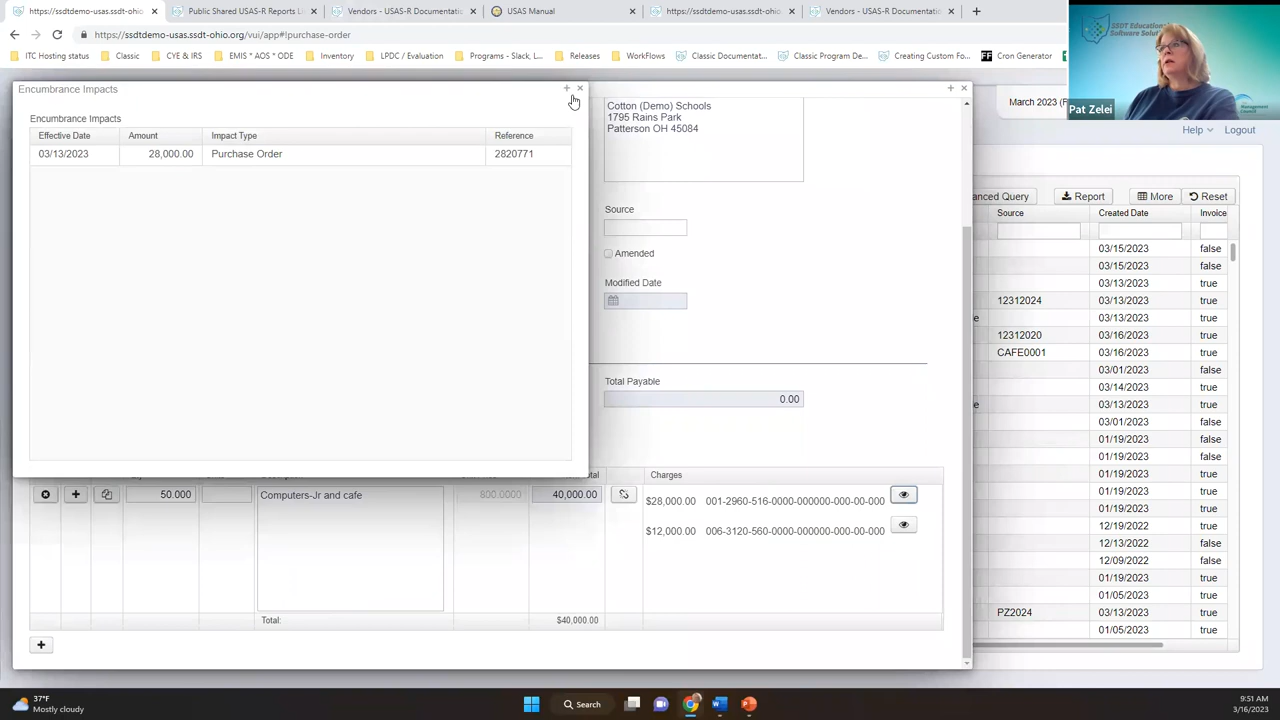 https://ssdtdemo-usas.ssdt-ohio
Public Shared USAS-R Reports Li
Vendors - USAS-R Documentatio
USAS Manual
https://ssdtdemo-usas.ssdt-ohio
Vendors - USAS-R Documentatio
https://ssdtdemo-usas.ssdt-ohio.org/vui/app#!purchase-order
ITC Hosting status
Classic
CYE & IRS
EMIS * AOS * ODE
Inventory
LPDC / Evaluation
Programs - Slack, L...
Releases
WorkFlows
Classic Documentat...
Classic Program De...
Creating Custom Fo...
Cron Generator
SSDT Educati
Software Soluti
Management
Council
Pat Zelei
March 2023 (F
Help
Logout
Encumbrance Impacts
Encumbrance Impacts
Effective Date Amount Impact Type Reference
03/13/2023 28,000.00 Purchase Order 2820771
Cotton (Demo) Schools
1795 Rains Park
Patterson OH 45084
Source
Amended
Modified Date
Total Payable
0.00
Charges
50.000 Computers-Jr and cafe 800.0000 40,000.00
$28,000.00 001-2960-516-0000-000000-000-00-000
$12,000.00 006-3120-560-0000-000000-000-00-000
Total: $40,000.00
anced Query Report More Reset
Source Created Date Invoice
03/15/2023 false
03/15/2023 false
03/13/2023 true
12312024 03/13/2023 true
e 03/13/2023 true
12312020 03/16/2023 true
CAFE0001 03/16/2023 true
03/01/2023 false
03/14/2023 true
e 03/13/2023 true
03/01/2023 false
01/19/2023 true
01/19/2023 false
01/19/2023 true
01/19/2023 true
01/19/2023 true
12/19/2022 true
12/13/2022 false
12/09/2022 false
01/19/2023 true
01/05/2023 true
PZ2024 03/13/2023 true
01/05/2023 true
37°F
Mostly cloudy
Search
9:51 AM
3/16/2023